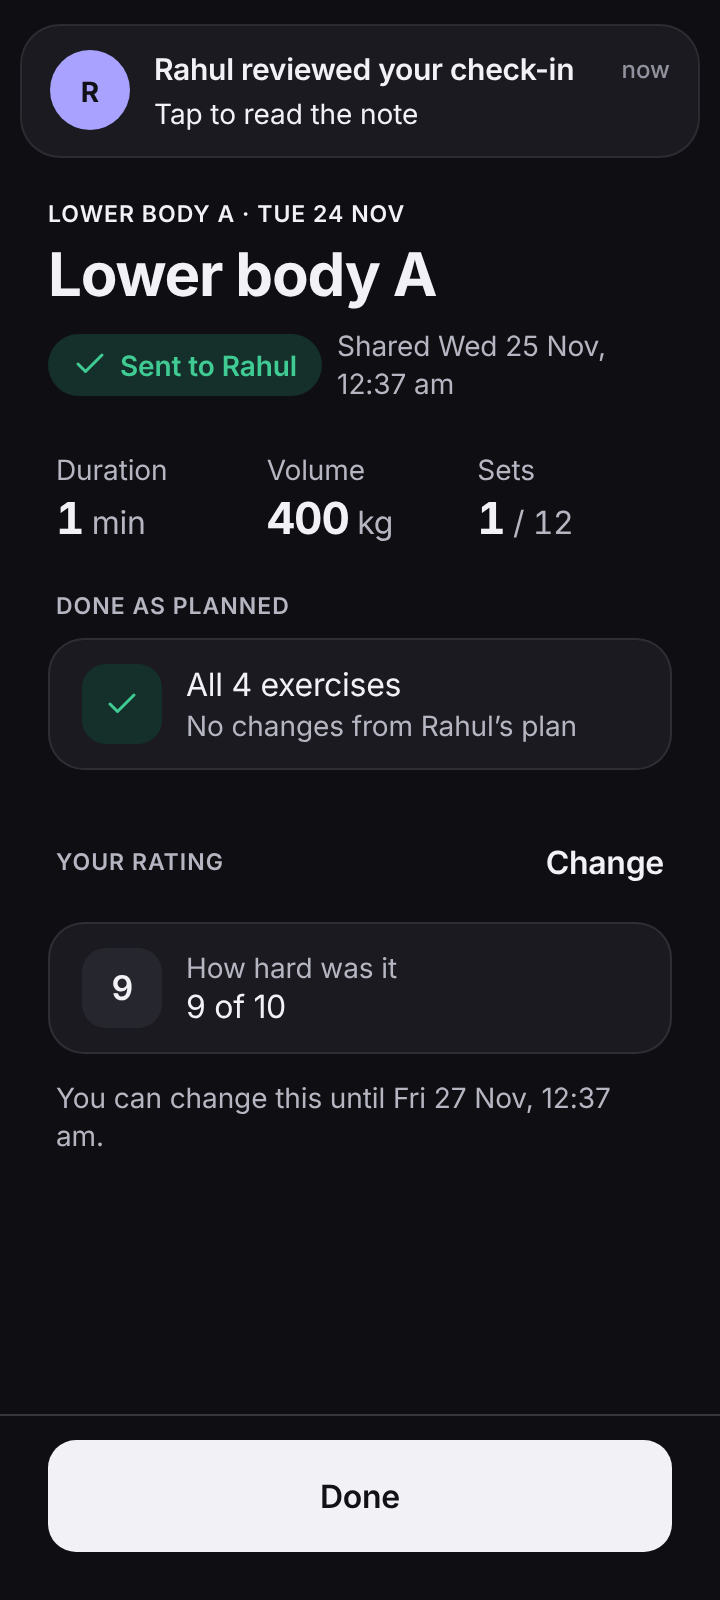 R
Rahul reviewed your check-in
now
Tap to read the note
LOWER BODY A · TUE 24 NOV
Lower body A
Sent to Rahul
Shared Wed 25 Nov,
12:37 am
Duration
Volume
Sets
1 min
400 kg
1 / 12
DONE AS PLANNED
All 4 exercises
No changes from Rahul’s plan
YOUR RATING
Change
9
How hard was it
9 of 10
You can change this until Fri 27 Nov, 12:37
am.
Done